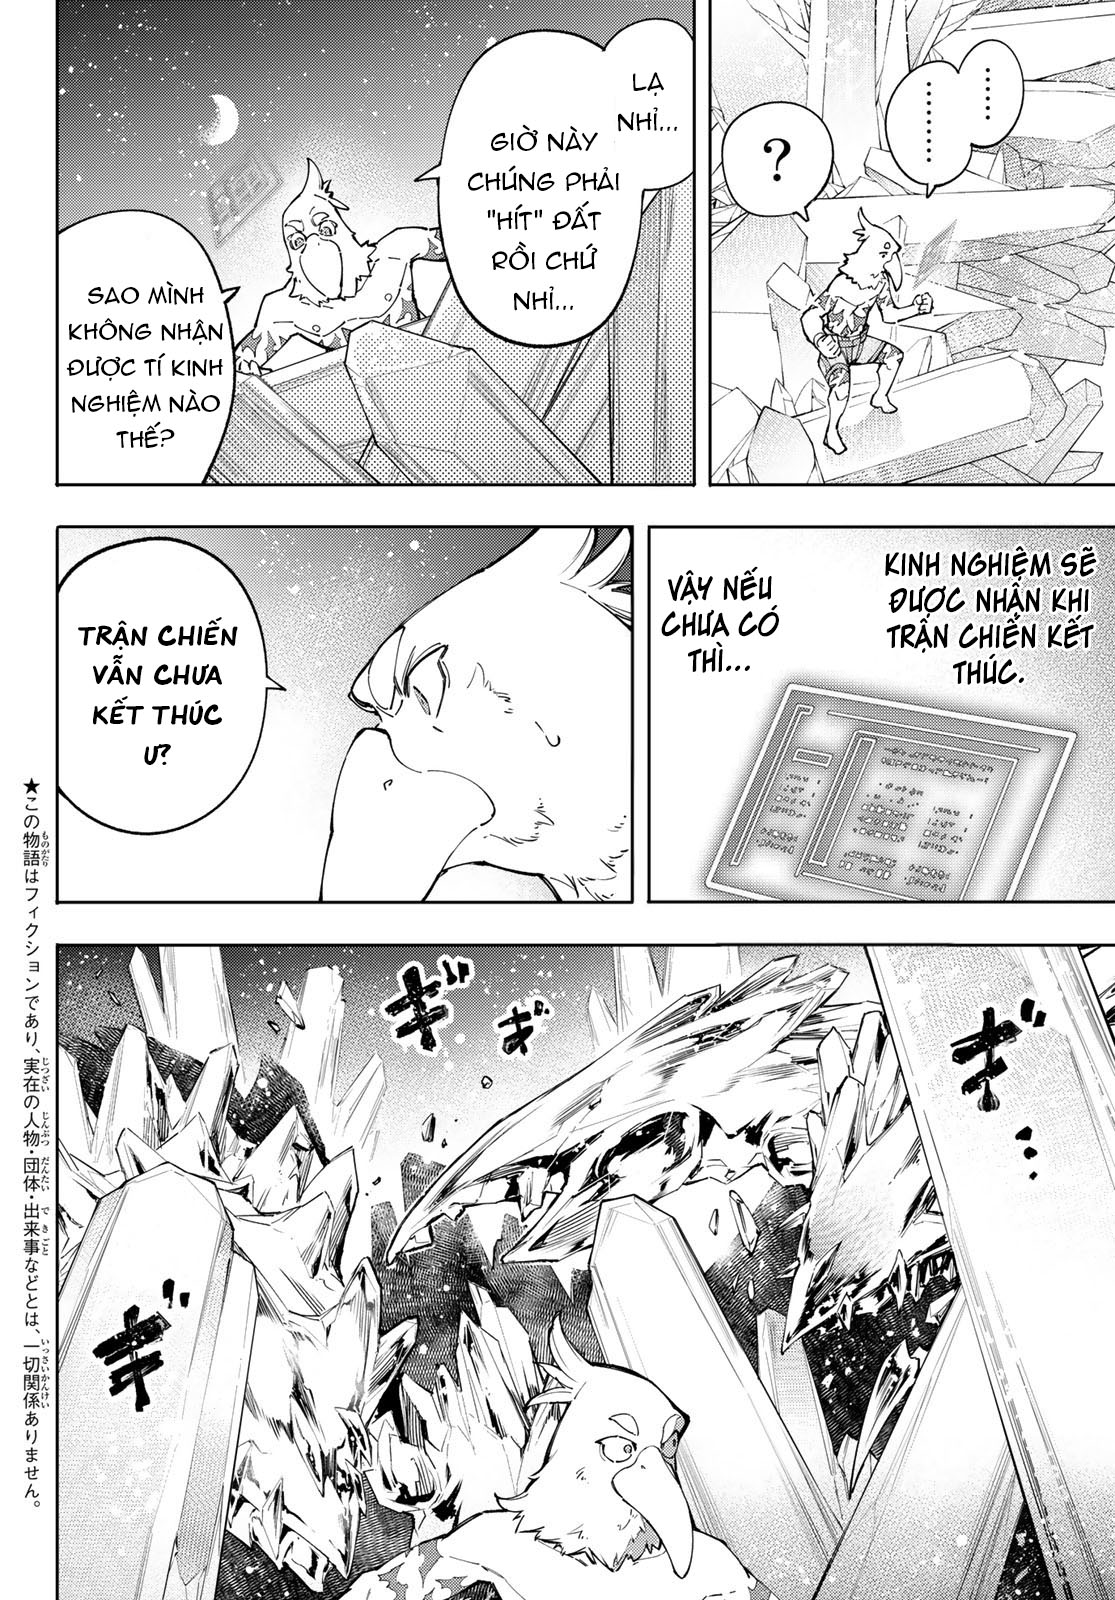 ………
……
?
LẠ
NHỈ...
GIỜ NÀY
CHÚNG PHẢI
"HÍT" ĐẤT
RỒI CHỨ
NHỈ...
SAO MÌNH
KHÔNG NHẬN
ĐƯỢC TÍ KINH
NGHIỆM NÀO
THẾ?
KINH NGHIỆM SẼ
ĐƯỢC NHẬN KHI
TRẬN CHIẾN KẾT
THÚC.
VẬY NẾU
CHƯA CÓ
THÌ...
TRẬN CHIẾN
VẪN CHƯA
KẾT THÚC
Ư?
ギ
ギ
ギ
ギ
★この物語はフィクションであり、実在の人物・団体・出来事などとは、一切関係ありません。